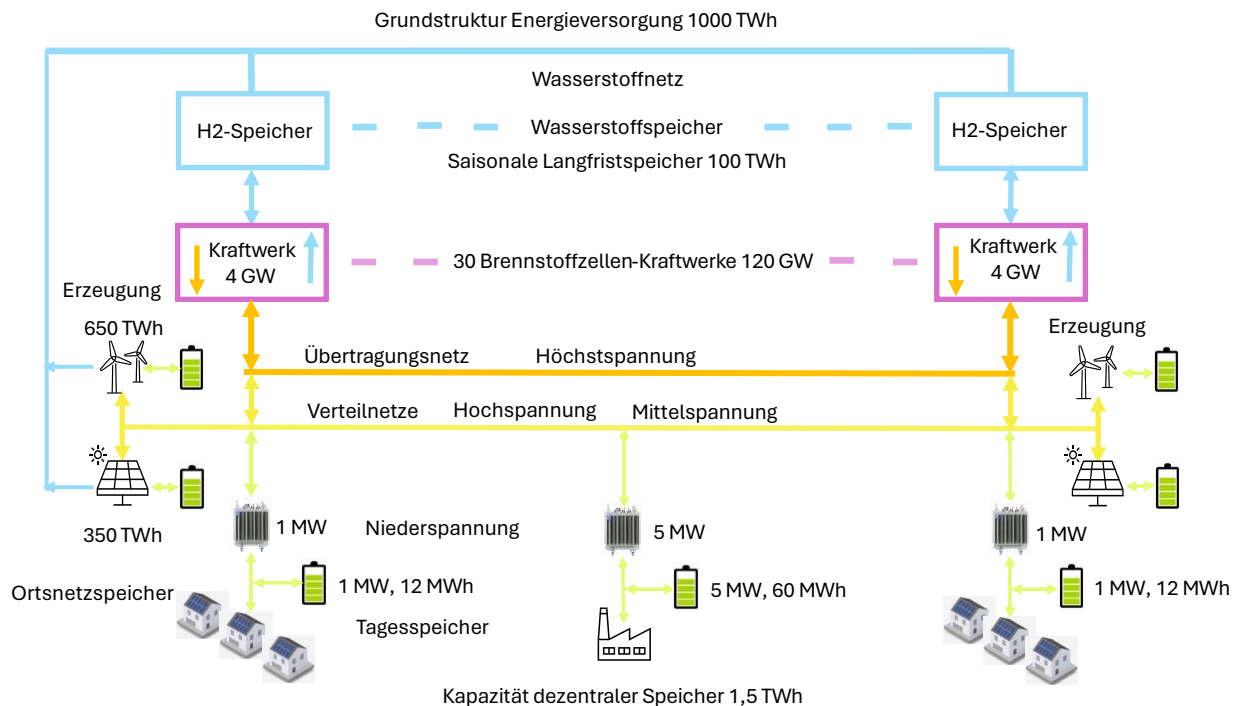 Grundstruktur Energieversorgung 1000 TWh
Wasserstoffnetz
H2-Speicher
Wasserstoffspeicher
H2-Speicher
Saisonale Langfristspeicher 100 TWh
Kraftwerk
4 GW
30 Brennstoffzellen-Kraftwerke 120 GW
Kraftwerk
4 GW
Erzeugung
650 TWh
Erzeugung
Übertragungsnetz Höchstspannung
Verteilnetze Hochspannung Mittelspannung
350 TWh
1 MW
Niederspannung
5 MW
1 MW
Ortsnetzspeicher
1 MW, 12 MWh
5 MW, 60 MWh
1 MW, 12 MWh
Tagesspeicher
Kapazität dezentraler Speicher 1,5 TWh